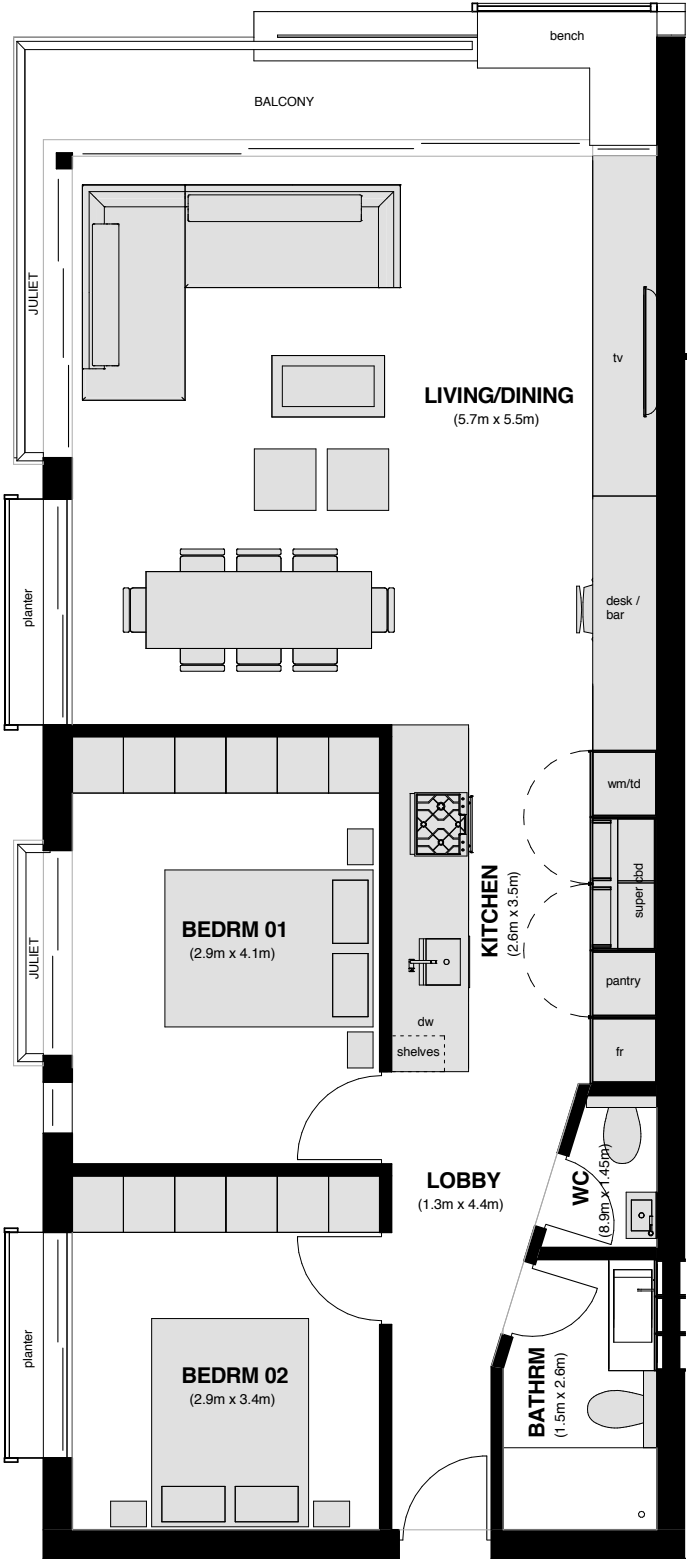 bench
BALCONY
JULIET
tv
LIVING/DINING
(5.7m x 5.5m)
planter
desk /
bar
wm/td
super cbd
KITCHEN
(2.6m x 3.5m)
BEDRM 01
(2.9m x 4.1m)
JULIET
pantry
dw
shelves
fr
LOBBY
(1.3m x 4.4m)
WC
(8.9m x 1.45m)
planter
BEDRM 02
(2.9m x 3.4m)
BATHRM
(1.5m x 2.6m)